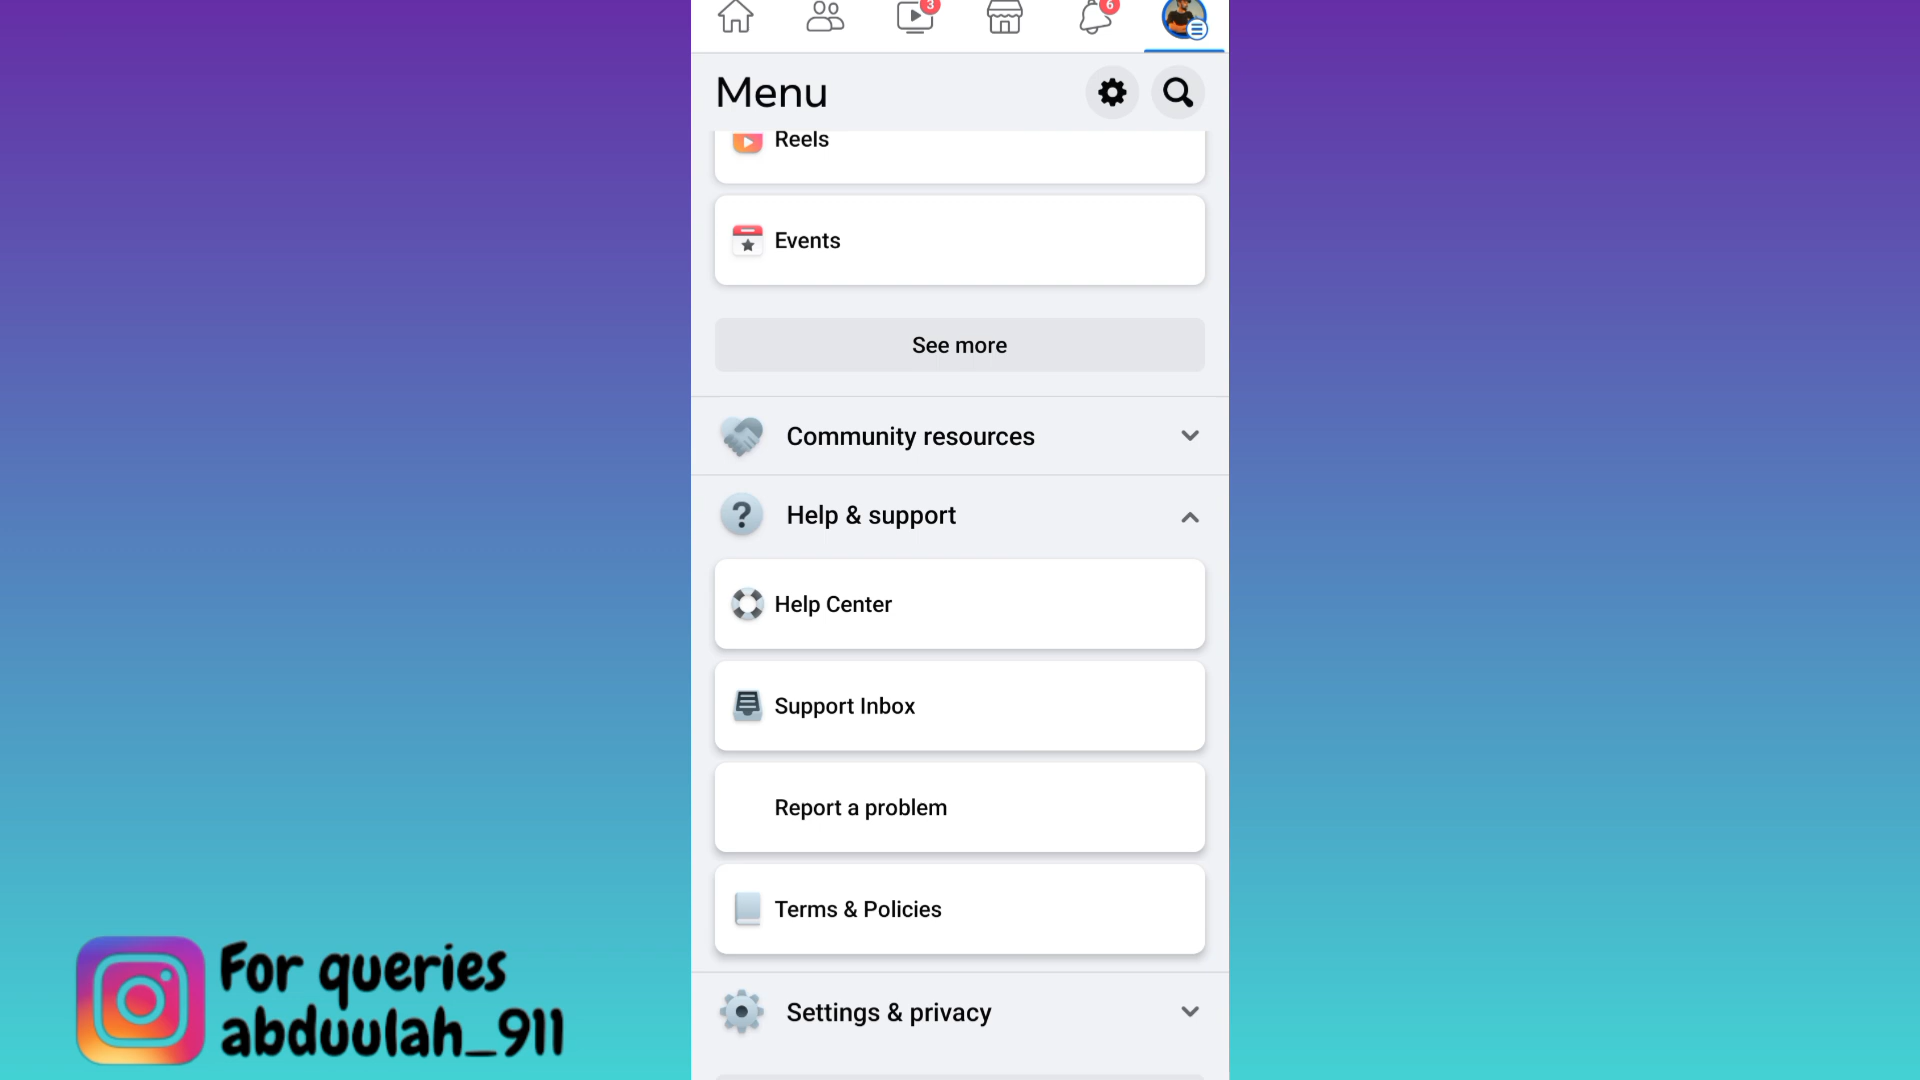 3
6
Menu
Reels
Events
See more
Community resources
Help & support
Help Center
Support Inbox
Report a problem
Terms & Policies
Settings & privacy
For queries
abduulah_911